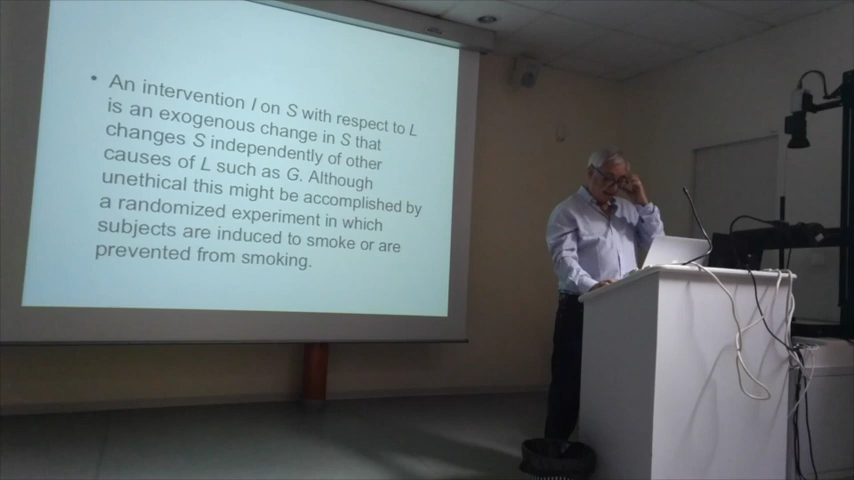 • An intervention I on S with respect to L
is an exogenous change in S that
changes S independently of other
causes of L such as G. Although
unethical this might be accomplished by
a randomized experiment in which
subjects are induced to smoke or are
prevented from smoking.